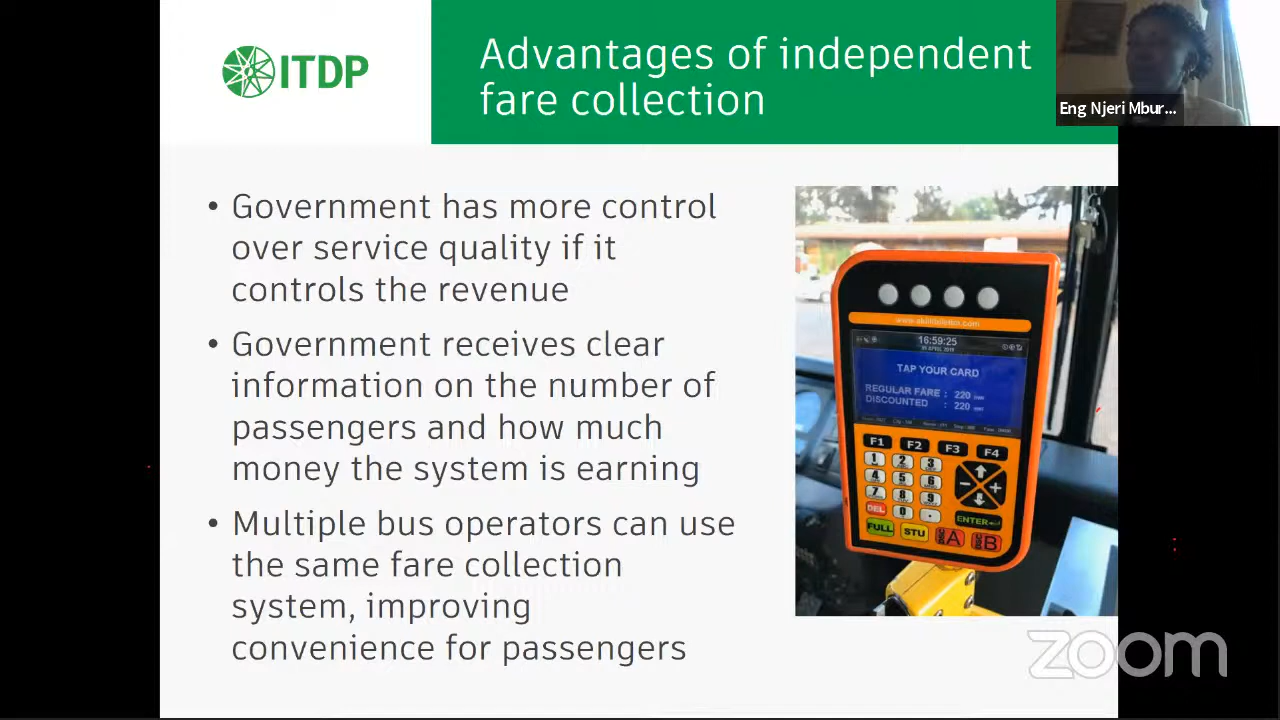 ITDP
Advantages of independent
fare collection
Eng Njeri Mbur...
• Government has more control
over service quality if it
controls the revenue
• Government receives clear
information on the number of
passengers and how much
money the system is earning
• Multiple bus operators can use
the same fare collection
system, improving
convenience for passengers
16:59:25
TAP YOUR CARD
REGULAR FARE : 220
DISCOUNTED : 220
F1 F2 F3 F4
1 2 3
4 5 6
7 8 9
DEL 0 .
ENTER
FULL STU A B
zoom